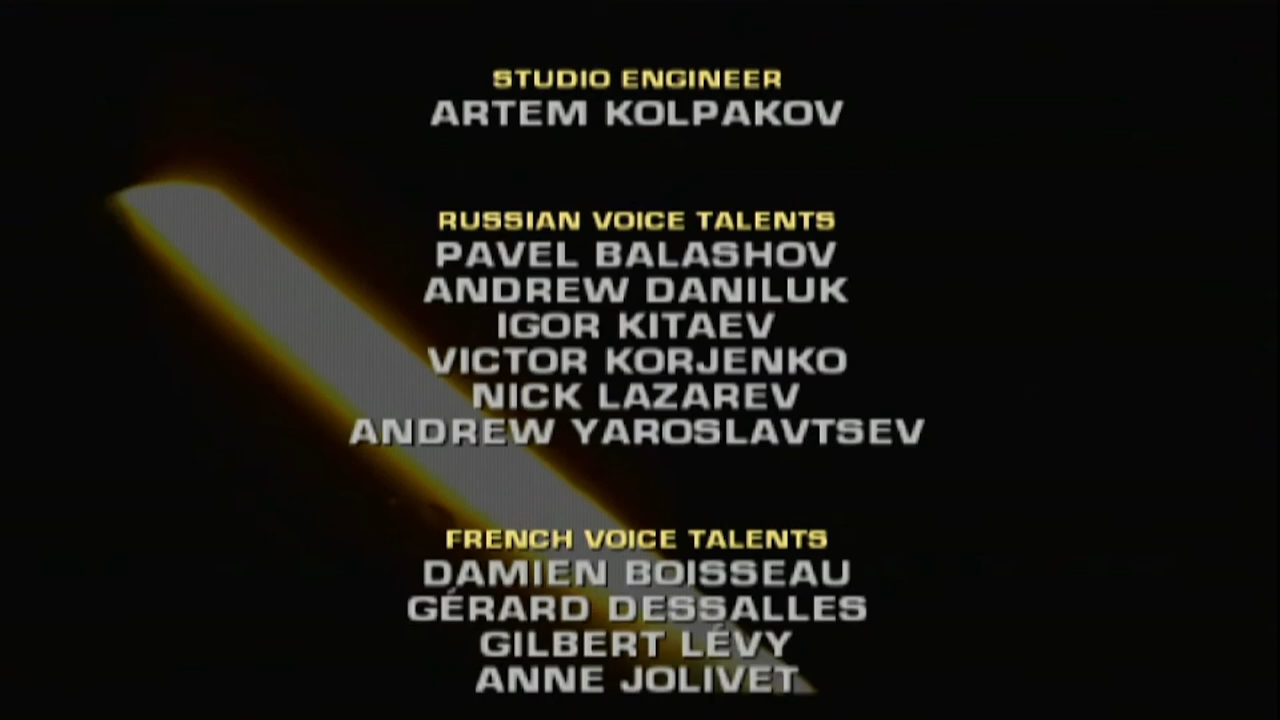 STUDIO ENGINEER
ARTEM KOLPAKOV
RUSSIAN VOICE TALENTS
PAVEL BALASHOV
ANDREW DANILUK
IGOR KITAEV
VICTOR KORJENKO
NICK LAZAREV
ANDREW YAROSLAVTSEV
FRENCH VOICE TALENTS
DAMIEN BOISSEAU
GÉRARD DESSALLES
GILBERT LÉVY
ANNE JOLIVET